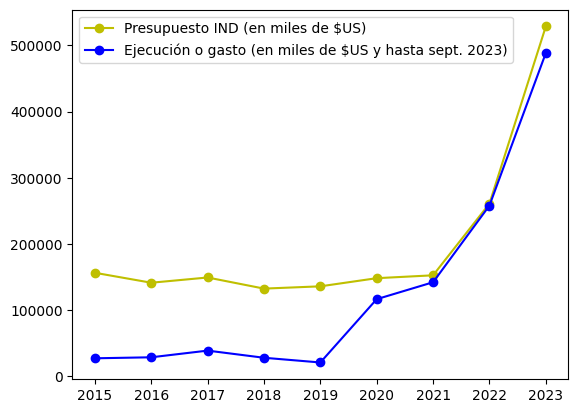 Presupuesto IND (en miles de $US)
Ejecución o gasto (en miles de $US y hasta sept. 2023)
500000
400000
300000
200000
100000
0
2015 2016 2017 2018 2019 2020 2021 2022 2023